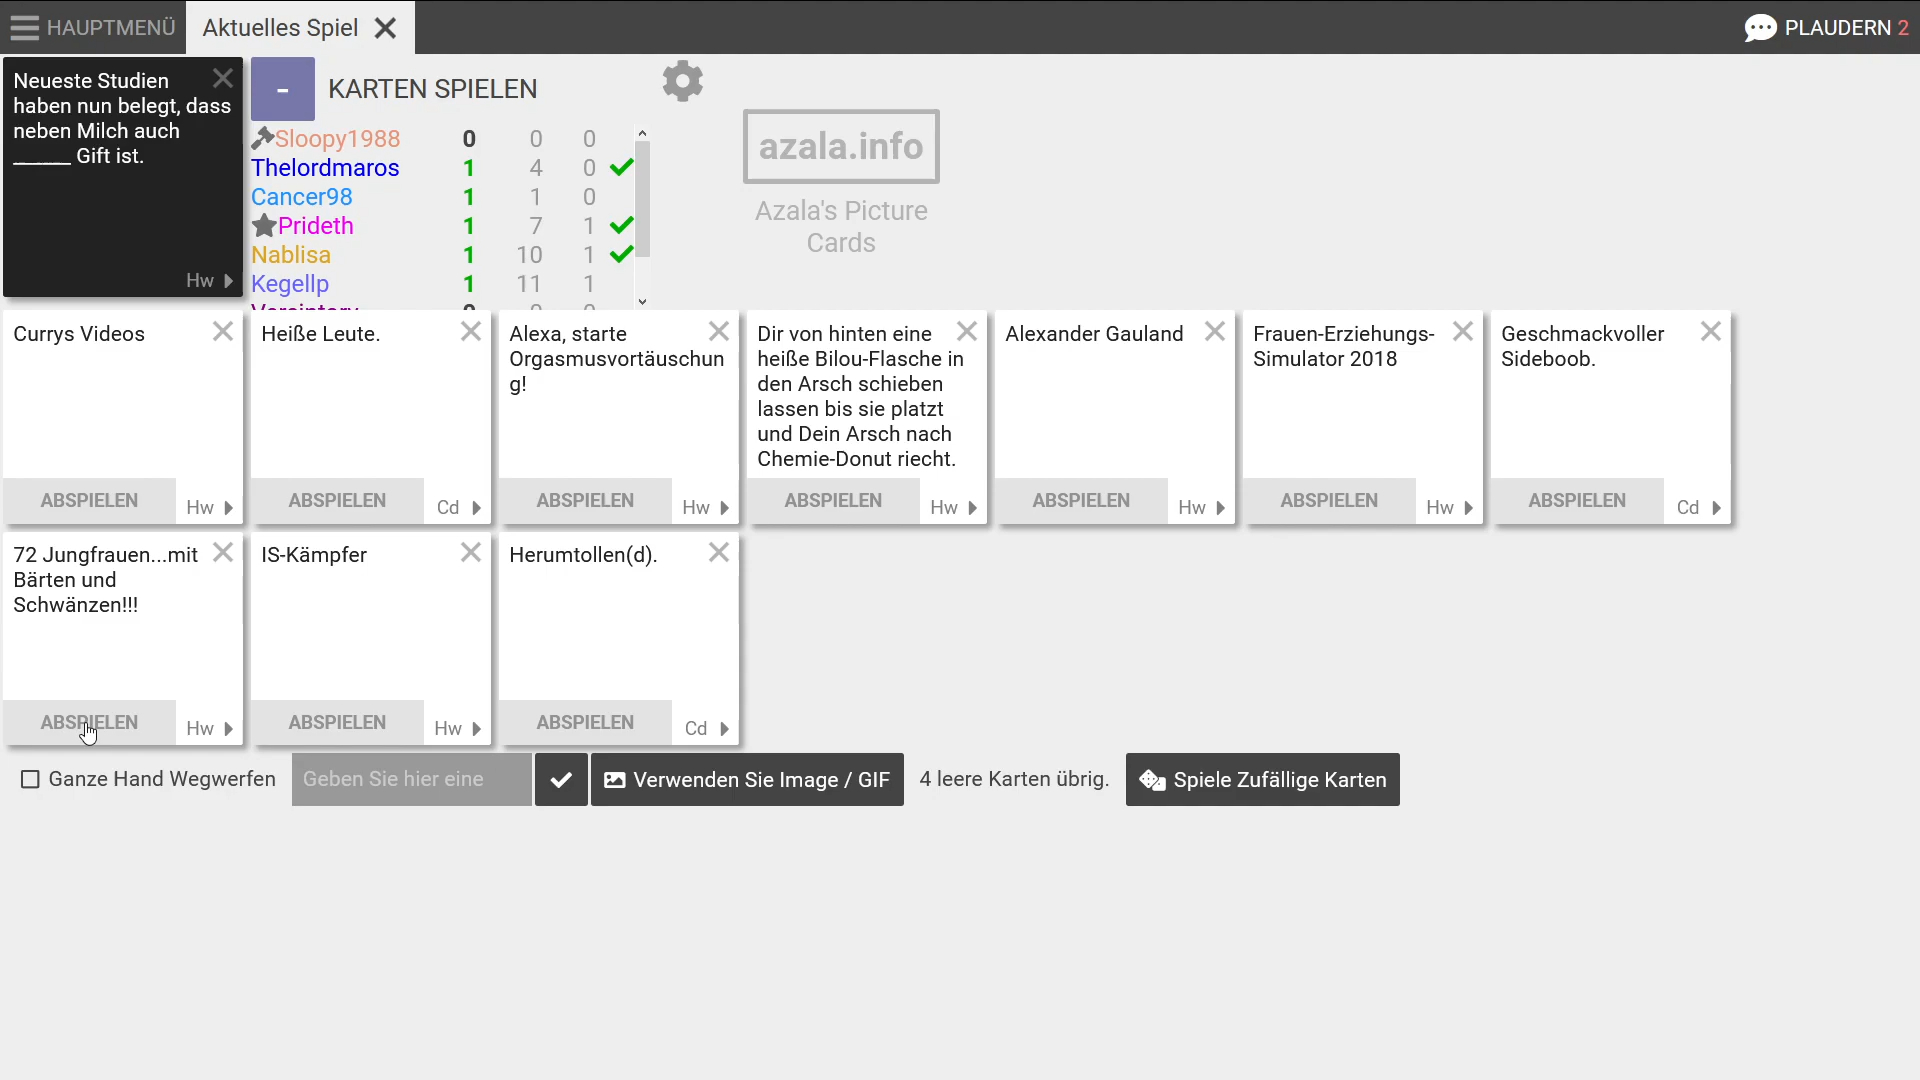 HAUPTMENÜ
Aktuelles Spiel
PLAUDERN 2
Neueste Studien
haben nun belegt, dass
neben Milch auch
______ Gift ist.
Hw
-
KARTEN SPIELEN
Sloopy1988 0 0 0
Thelordmaros 1 4 0
Cancer98 1 1 0
Prideth 1 7 1
Nablisa 1 10 1
Kegellp 1 11 1
azala.info
Azala's Picture
Cards
Currys Videos
ABSPIELEN
Hw
Heiße Leute.
ABSPIELEN
Cd
Alexa, starte
Orgasmusvortäuschun
g!
ABSPIELEN
Hw
Dir von hinten eine
heiße Bilou-Flasche in
den Arsch schieben
lassen bis sie platzt
und Dein Arsch nach
Chemie-Donut riecht.
ABSPIELEN
Hw
Alexander Gauland
ABSPIELEN
Hw
Frauen-Erziehungs-
Simulator 2018
ABSPIELEN
Hw
Geschmackvoller
Sideboob.
ABSPIELEN
Cd
72 Jungfrauen...mit
Bärten und
Schwänzen!!!
ABSPIELEN
Hw
IS-Kämpfer
ABSPIELEN
Hw
Herumtollen(d).
ABSPIELEN
Cd
Ganze Hand Wegwerfen
Geben Sie hier eine
Verwenden Sie Image / GIF
4 leere Karten übrig.
Spiele Zufällige Karten